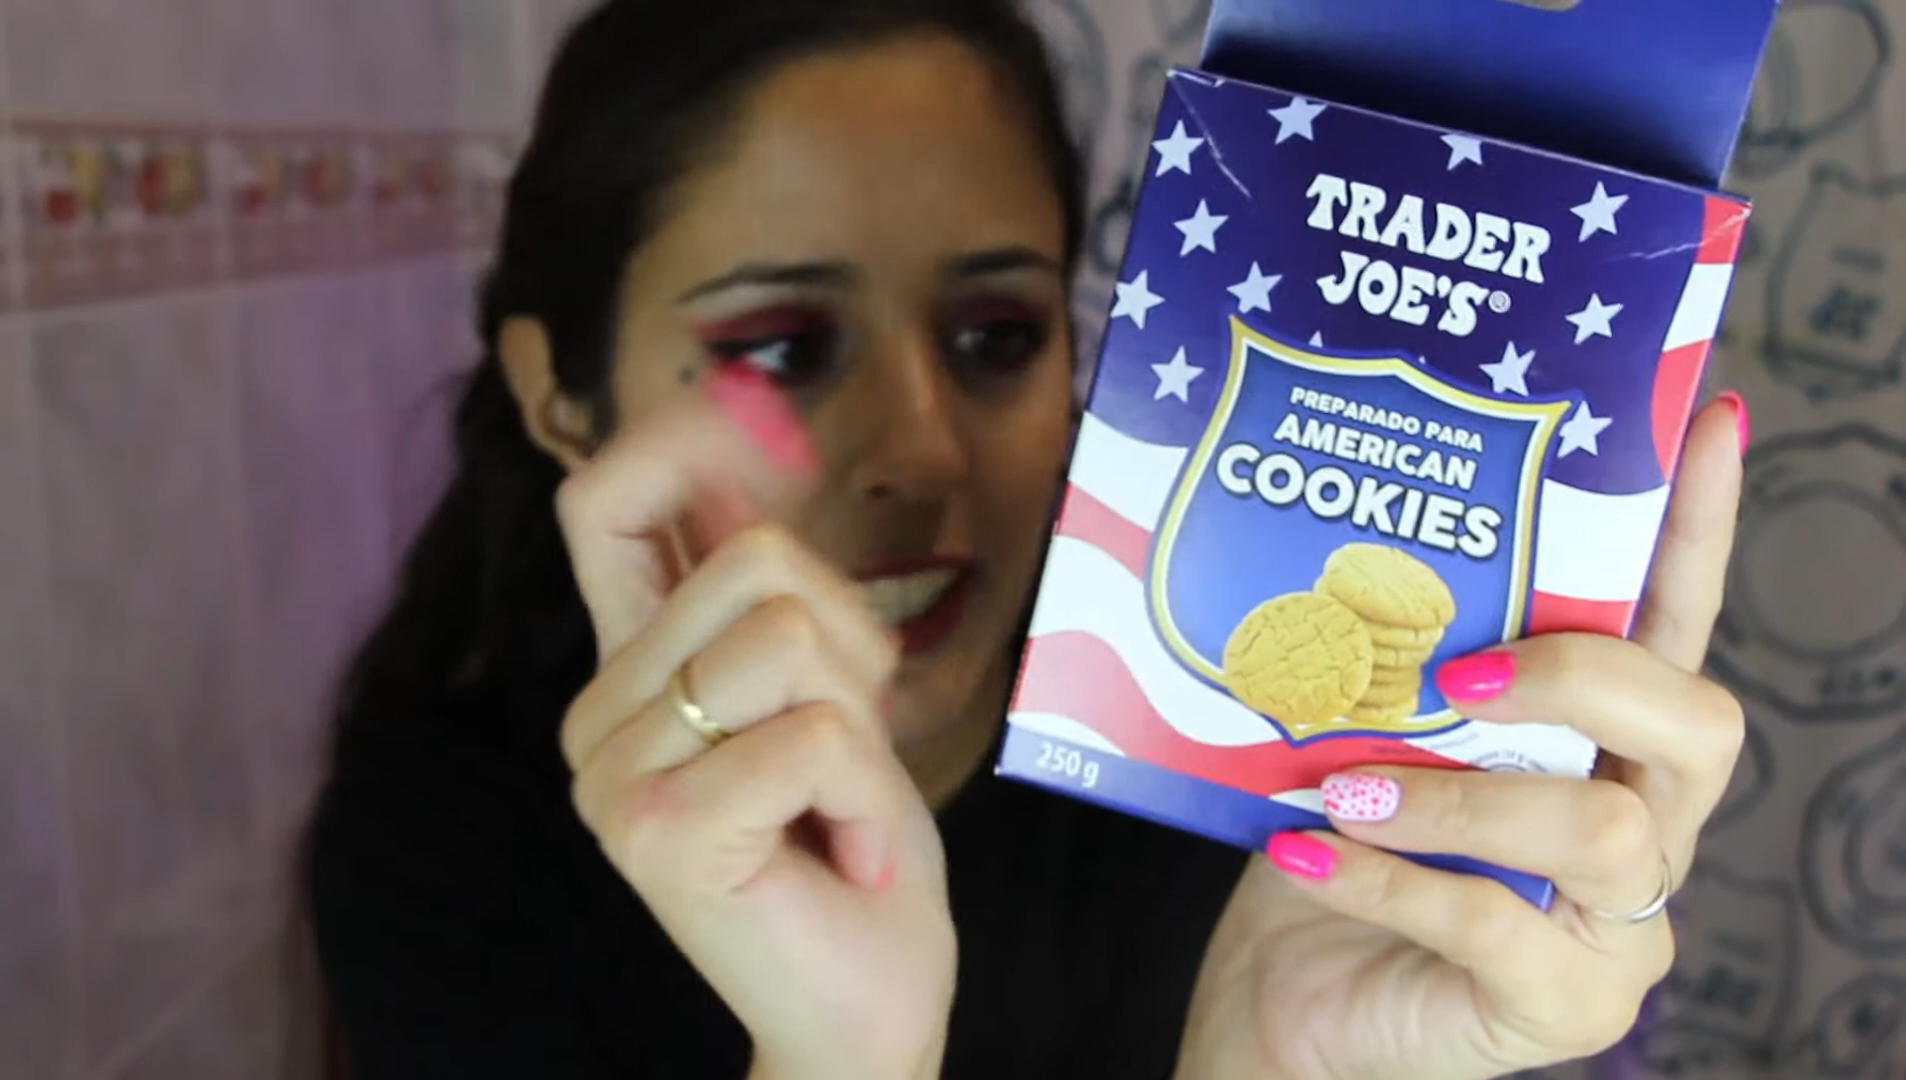 TRADER
JOE'S®
PREPARADO PARA
AMERICAN
COOKIES
250 g